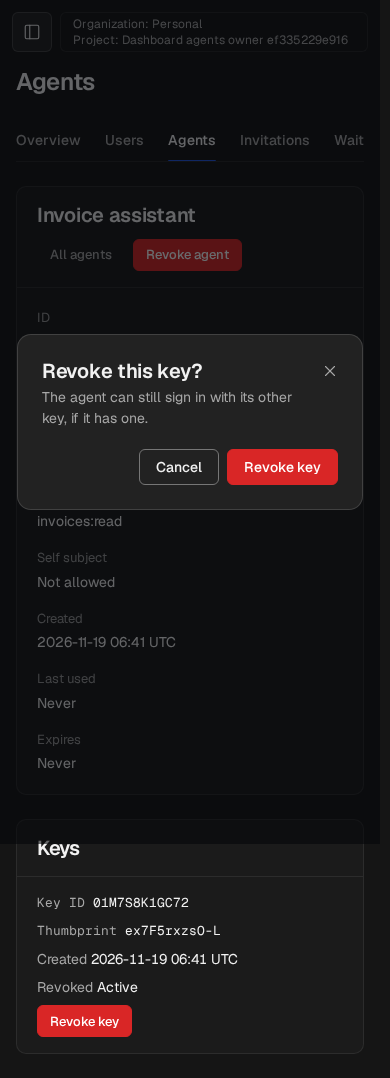 Organization: Personal
Project: Dashboard agents owner ef335229e916
Agents
Overview Users Agents Invitations Wait
Invoice assistant
All agents Revoke agent
ID
Revoke this key?
The agent can still sign in with its other
key, if it has one.
Cancel Revoke key
invoices:read
Self subject
Not allowed
Created
2026-11-19 06:41 UTC
Last used
Never
Expires
Never
Keys
Key ID 01M7S8K1GC72
Thumbprint ex7F5rxzsO-L
Created 2026-11-19 06:41 UTC
Revoked Active
Revoke key